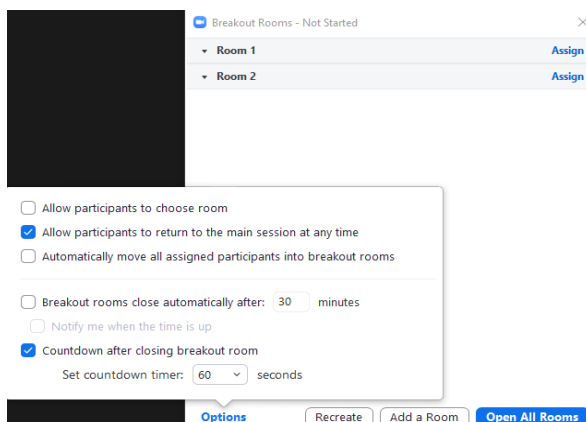 Breakout Rooms - Not Started
Room 1 Assign
Room 2 Assign
Allow participants to choose room
Allow participants to return to the main session at any time
Automatically move all assigned participants into breakout rooms
Breakout rooms close automatically after: 30 minutes
Notify me when the time is up
Countdown after closing breakout room
Set countdown timer: 60 seconds
Options Recreate Add a Room Open All Rooms